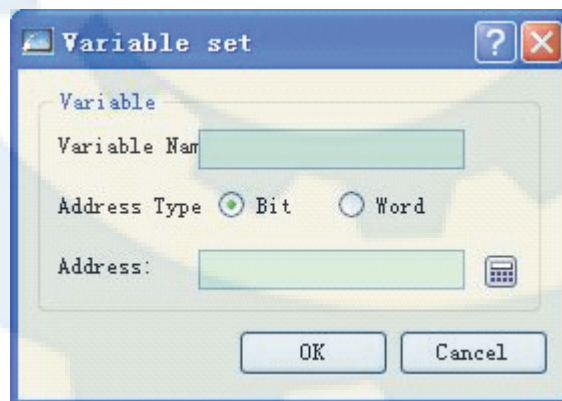 Variable set
Variable
Variable Nam
Address Type Bit Word
Address:
OK Cancel